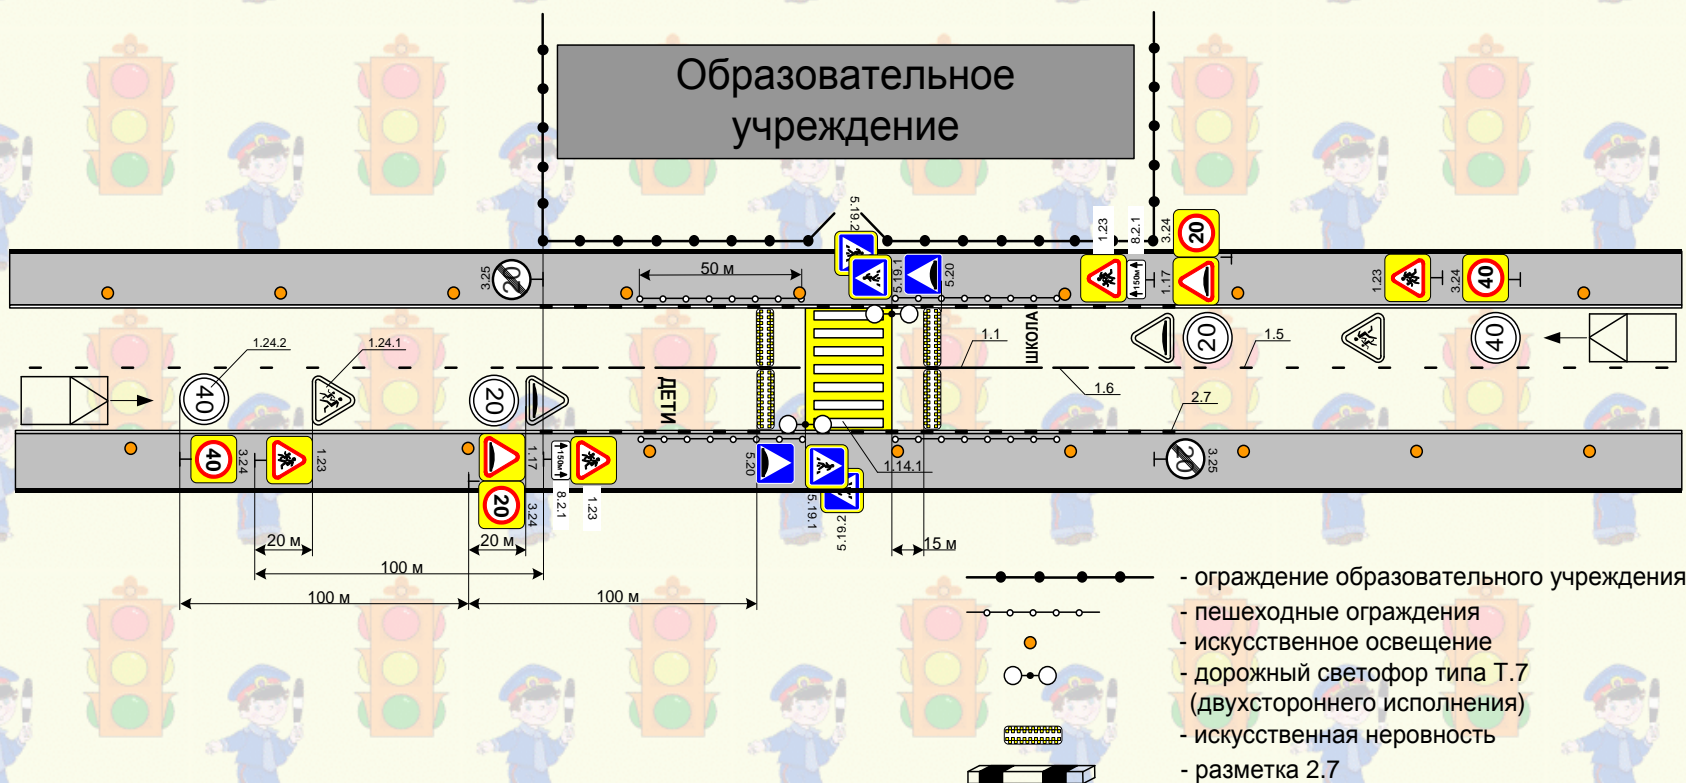 Образовательное
учреждение
5.19.2
5.19.1
5.20
1.23
8.2.1
150м
3.24
20
1.17
1.23
3.24
40
3.25
20
50 м
1.24.2
1.24.1
1.1
ШКОЛА
20
1.5
40
40
20
ДЕТИ
1.6
2.7
40
3.24
1.23
1.17
20
3.24
150м
8.2.1
1.23
5.20
5.19.1
5.19.2
1.14.1
20
3.25
20 м
20 м
15 м
100 м
100 м
100 м
- ограждение образовательного учреждения
- пешеходные ограждения
- искусственное освещение
- дорожный светофор типа Т.7
(двухстороннего исполнения)
- искусственная неровность
- разметка 2.7